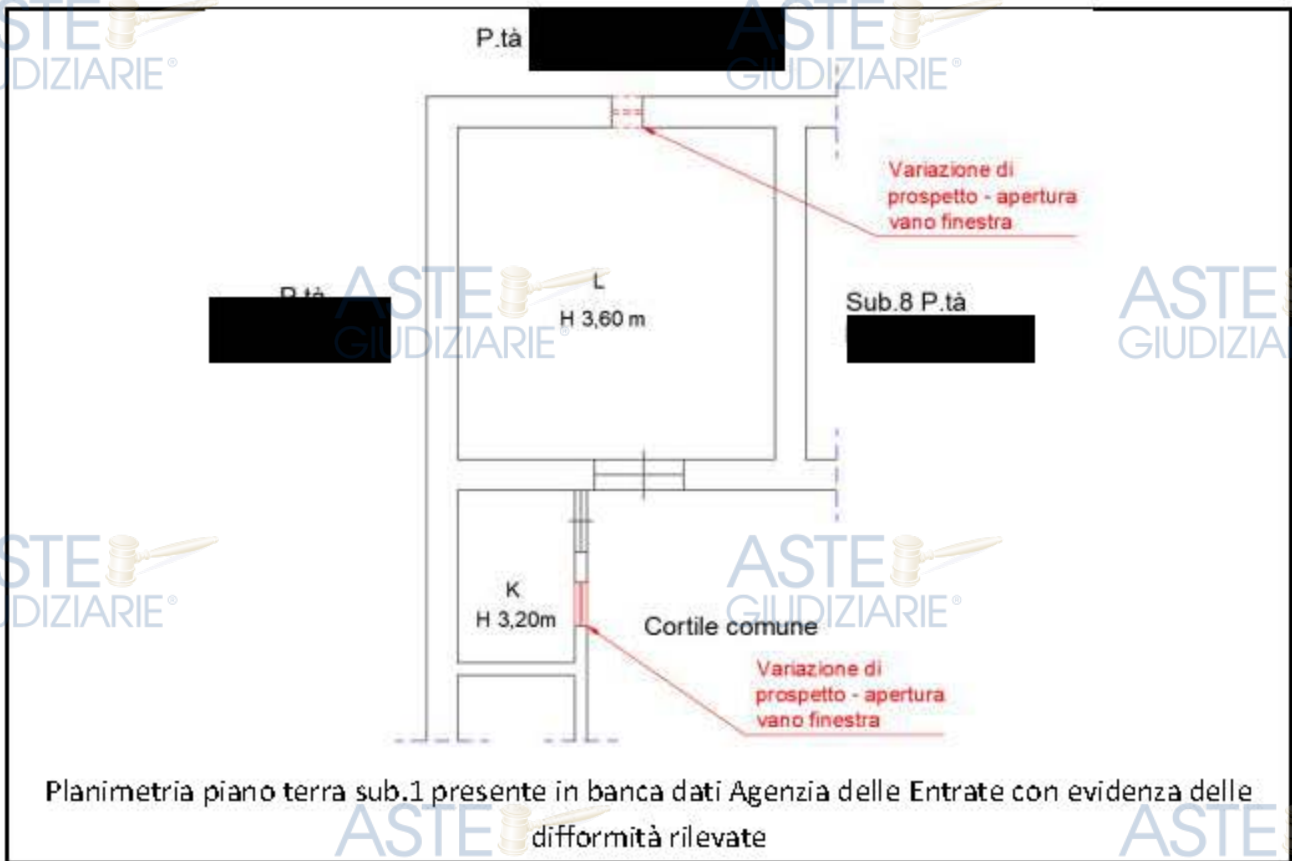 ASTE
GIUDIZIARIE®
P.tà
Variazione di
prospetto - apertura
vano finestra
L
H 3,60 m
P.tà
Sub.8 P.tà
K
H 3,20m
Cortile comune
Variazione di
prospetto - apertura
vano finestra
Planimetria piano terra sub.1 presente in banca dati Agenzia delle Entrate con evidenza delle
difformità rilevate